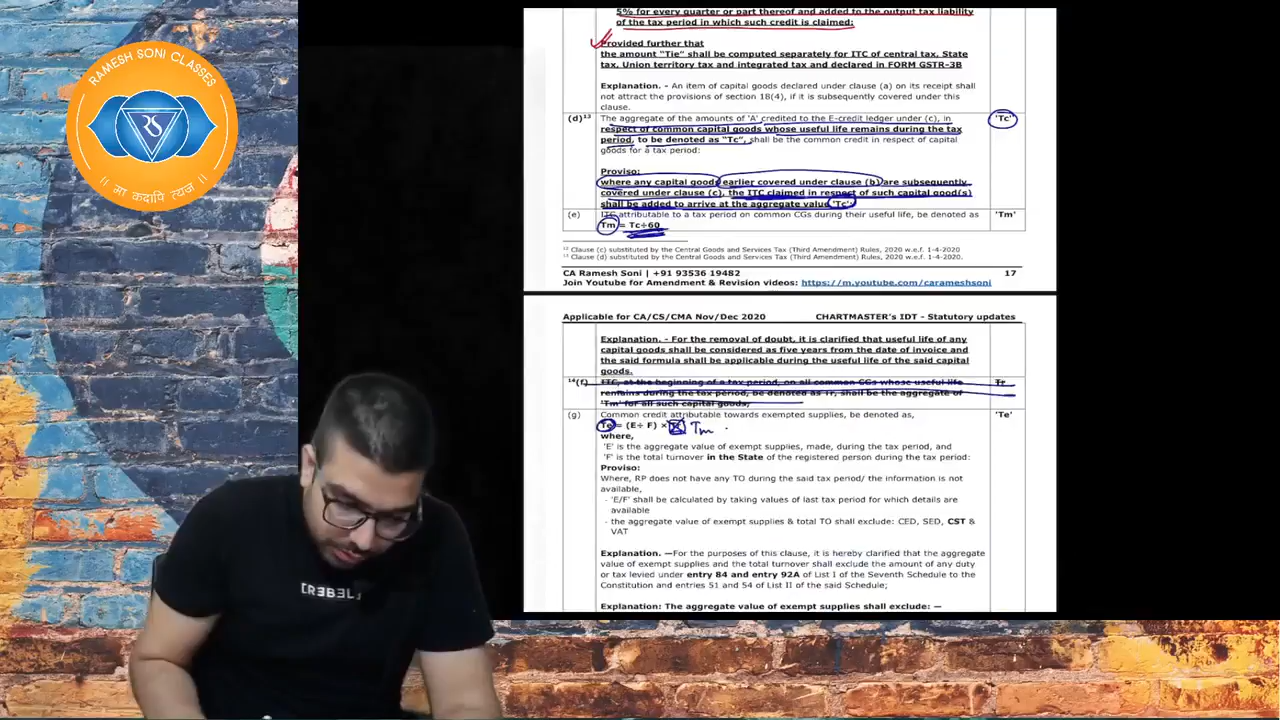 RAMESH SONI CLASSES
॥ मा कदापि त्यज ॥
[REBEL]
5% for every quarter or part thereof and added to the output tax liability
of the tax period in which such credit is claimed;
Provided further that
the amount "Tie" shall be computed separately for ITC of central tax, State
tax, Union territory tax and integrated tax and declared in FORM GSTR-3B
Explanation. - An item of capital goods declared under clause (a) on its receipt shall
not attract the provisions of section 18(4), if it is subsequently covered under this
clause.
(d)13 The aggregate of the amounts of 'A' credited to the E-credit ledger under (c), in 'Tc'
respect of common capital goods whose useful life remains during the tax
period, to be denoted as "Tc", shall be the common credit in respect of capital
goods for a tax period:
Proviso:
where any capital goods earlier covered under clause (b) are subsequently
covered under clause (c), the ITC claimed in respect of such capital good(s)
shall be added to arrive at the aggregate value 'Tc';
(e) ITC attributable to a tax period on common CGs during their useful life, be denoted as 'Tm'
Tm = Tc÷60
12 Clause (c) substituted by the Central Goods and Services Tax (Third Amendment) Rules, 2020 w.e.f. 1-4-2020
13 Clause (d) substituted by the Central Goods and Services Tax (Third Amendment) Rules, 2020 w.e.f. 1-4-2020.
CA Ramesh Soni | +91 93536 19482 17
Join Youtube for Amendment & Revision videos: https://m.youtube.com/carameshsoni
Applicable for CA/CS/CMA Nov/Dec 2020 CHARTMASTER's IDT - Statutory updates
Explanation. - For the removal of doubt, it is clarified that useful life of any
capital goods shall be considered as five years from the date of invoice and
the said formula shall be applicable during the useful life of the said capital
goods.
14(f) ITC, at the beginning of a tax period, on all common CGs whose useful life Tr
remains during the tax period, be denoted as Tr, shall be the aggregate of
'Tm' for all such capital goods;
(g) Common credit attributable towards exempted supplies, be denoted as, 'Te'
Te = (E÷ F) × Tm
where,
'E' is the aggregate value of exempt supplies, made, during the tax period, and
'F' is the total turnover in the State of the registered person during the tax period:
Proviso:
Where, RP does not have any TO during the said tax period/ the information is not
available,
- 'E/F' shall be calculated by taking values of last tax period for which details are
available
- the aggregate value of exempt supplies & total TO shall exclude: CED, SED, CST &
VAT
Explanation. —For the purposes of this clause, it is hereby clarified that the aggregate
value of exempt supplies and the total turnover shall exclude the amount of any duty
or tax levied under entry 84 and entry 92A of List I of the Seventh Schedule to the
Constitution and entries 51 and 54 of List II of the said Schedule;
Explanation: The aggregate value of exempt supplies shall exclude: —